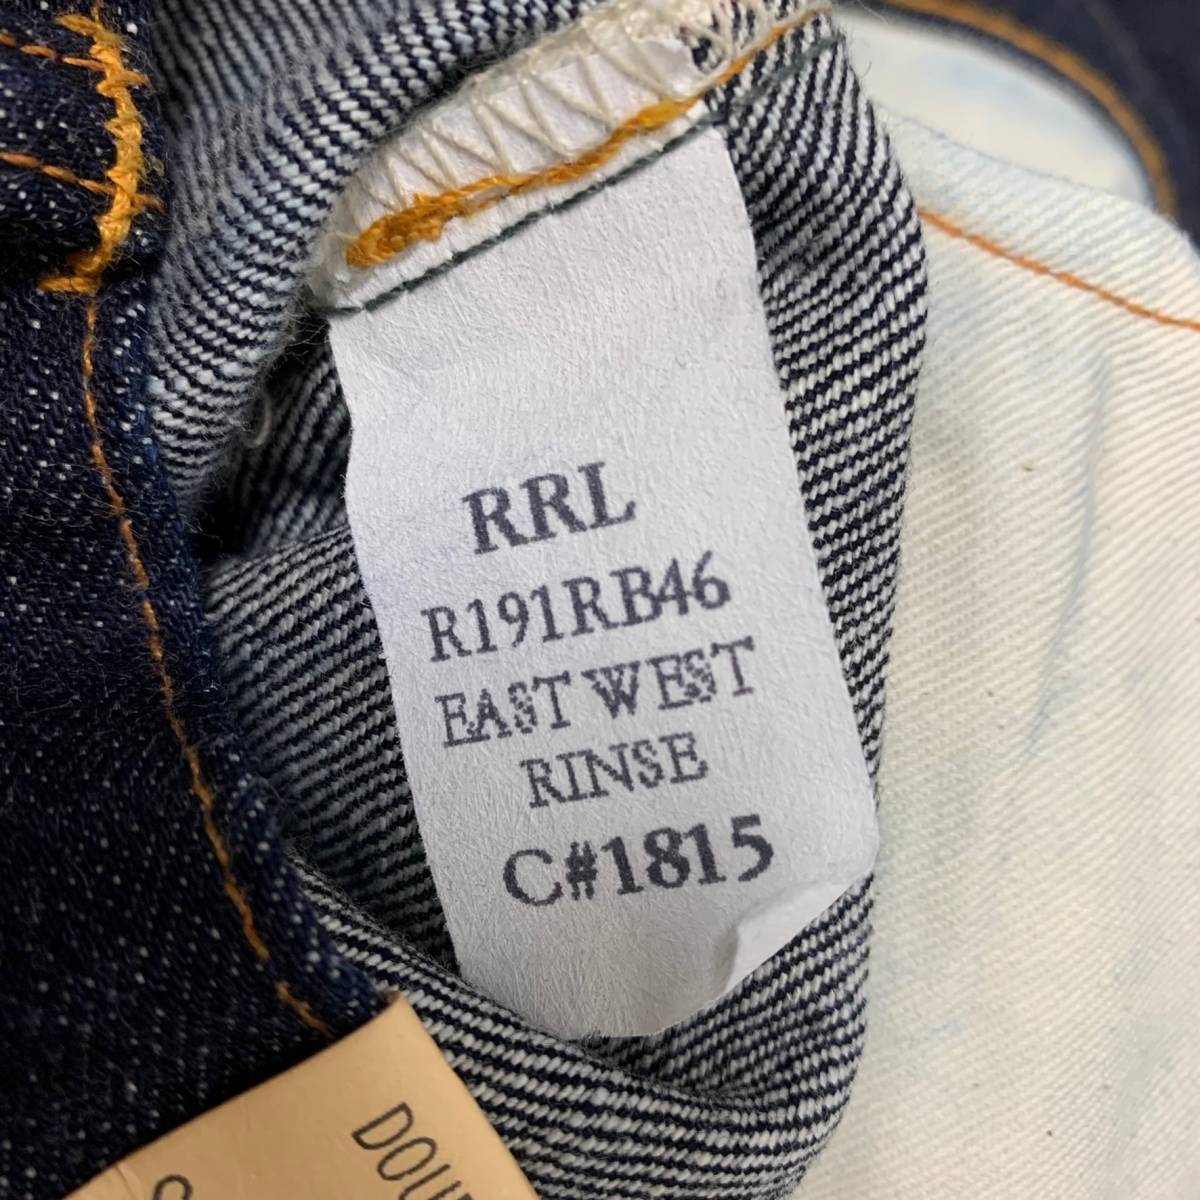 RRL
R191RB46
EAST WEST
RINSE
C#1815